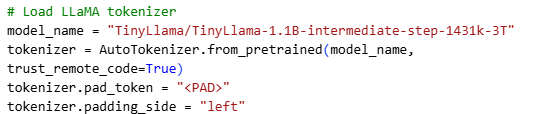 # Load LLaMA tokenizer
model_name = "TinyLlama/TinyLlama-1.1B-intermediate-step-1431k-3T"
tokenizer = AutoTokenizer.from_pretrained(model_name,
trust_remote_code=True)
tokenizer.pad_token = "<PAD>"
tokenizer.padding_side = "left"